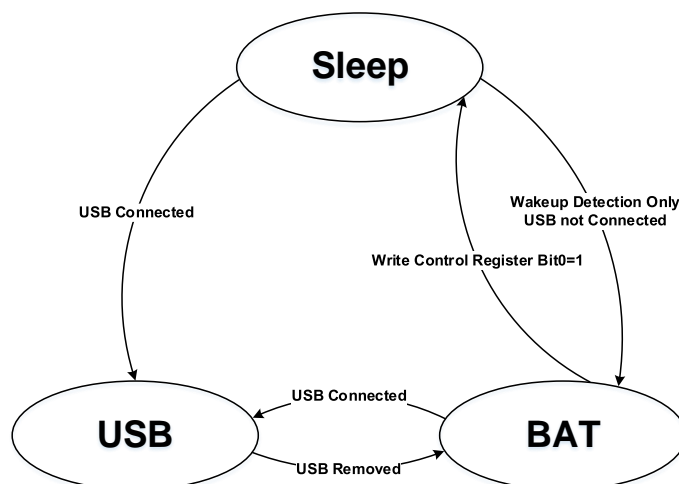 Sleep
USB Connected
Wakeup Detection Only
USB not Connected
Write Control Register Bit0=1
USB Connected
USB
BAT
USB Removed